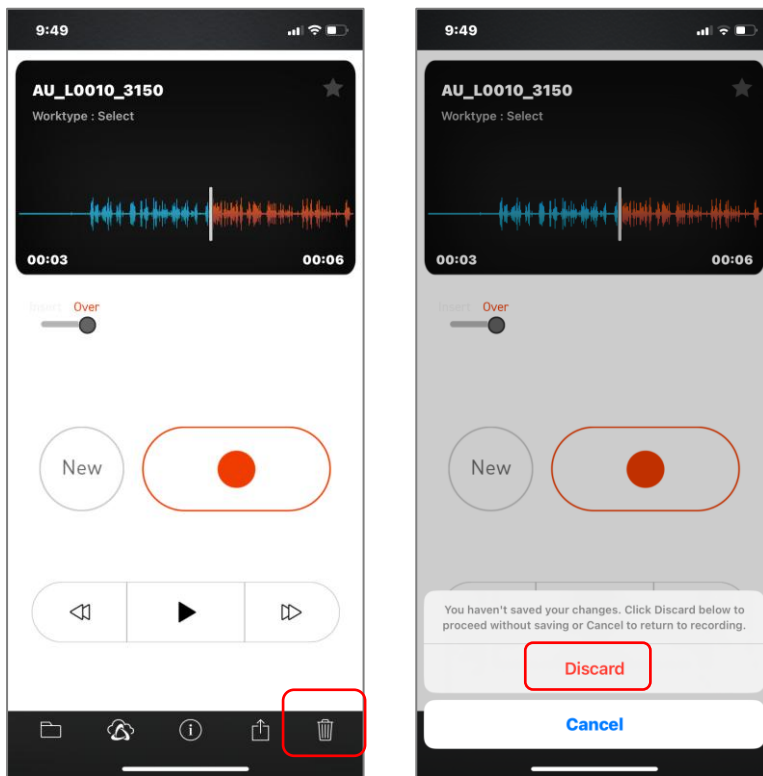 9:49
AU_L0010_3150
Worktype : Select
00:03 00:06
Insert Over
New
9:49
AU_L0010_3150
Worktype : Select
00:03 00:06
Insert Over
New
You haven't saved your changes. Click Discard below to
proceed without saving or Cancel to return to recording.
Discard
Cancel